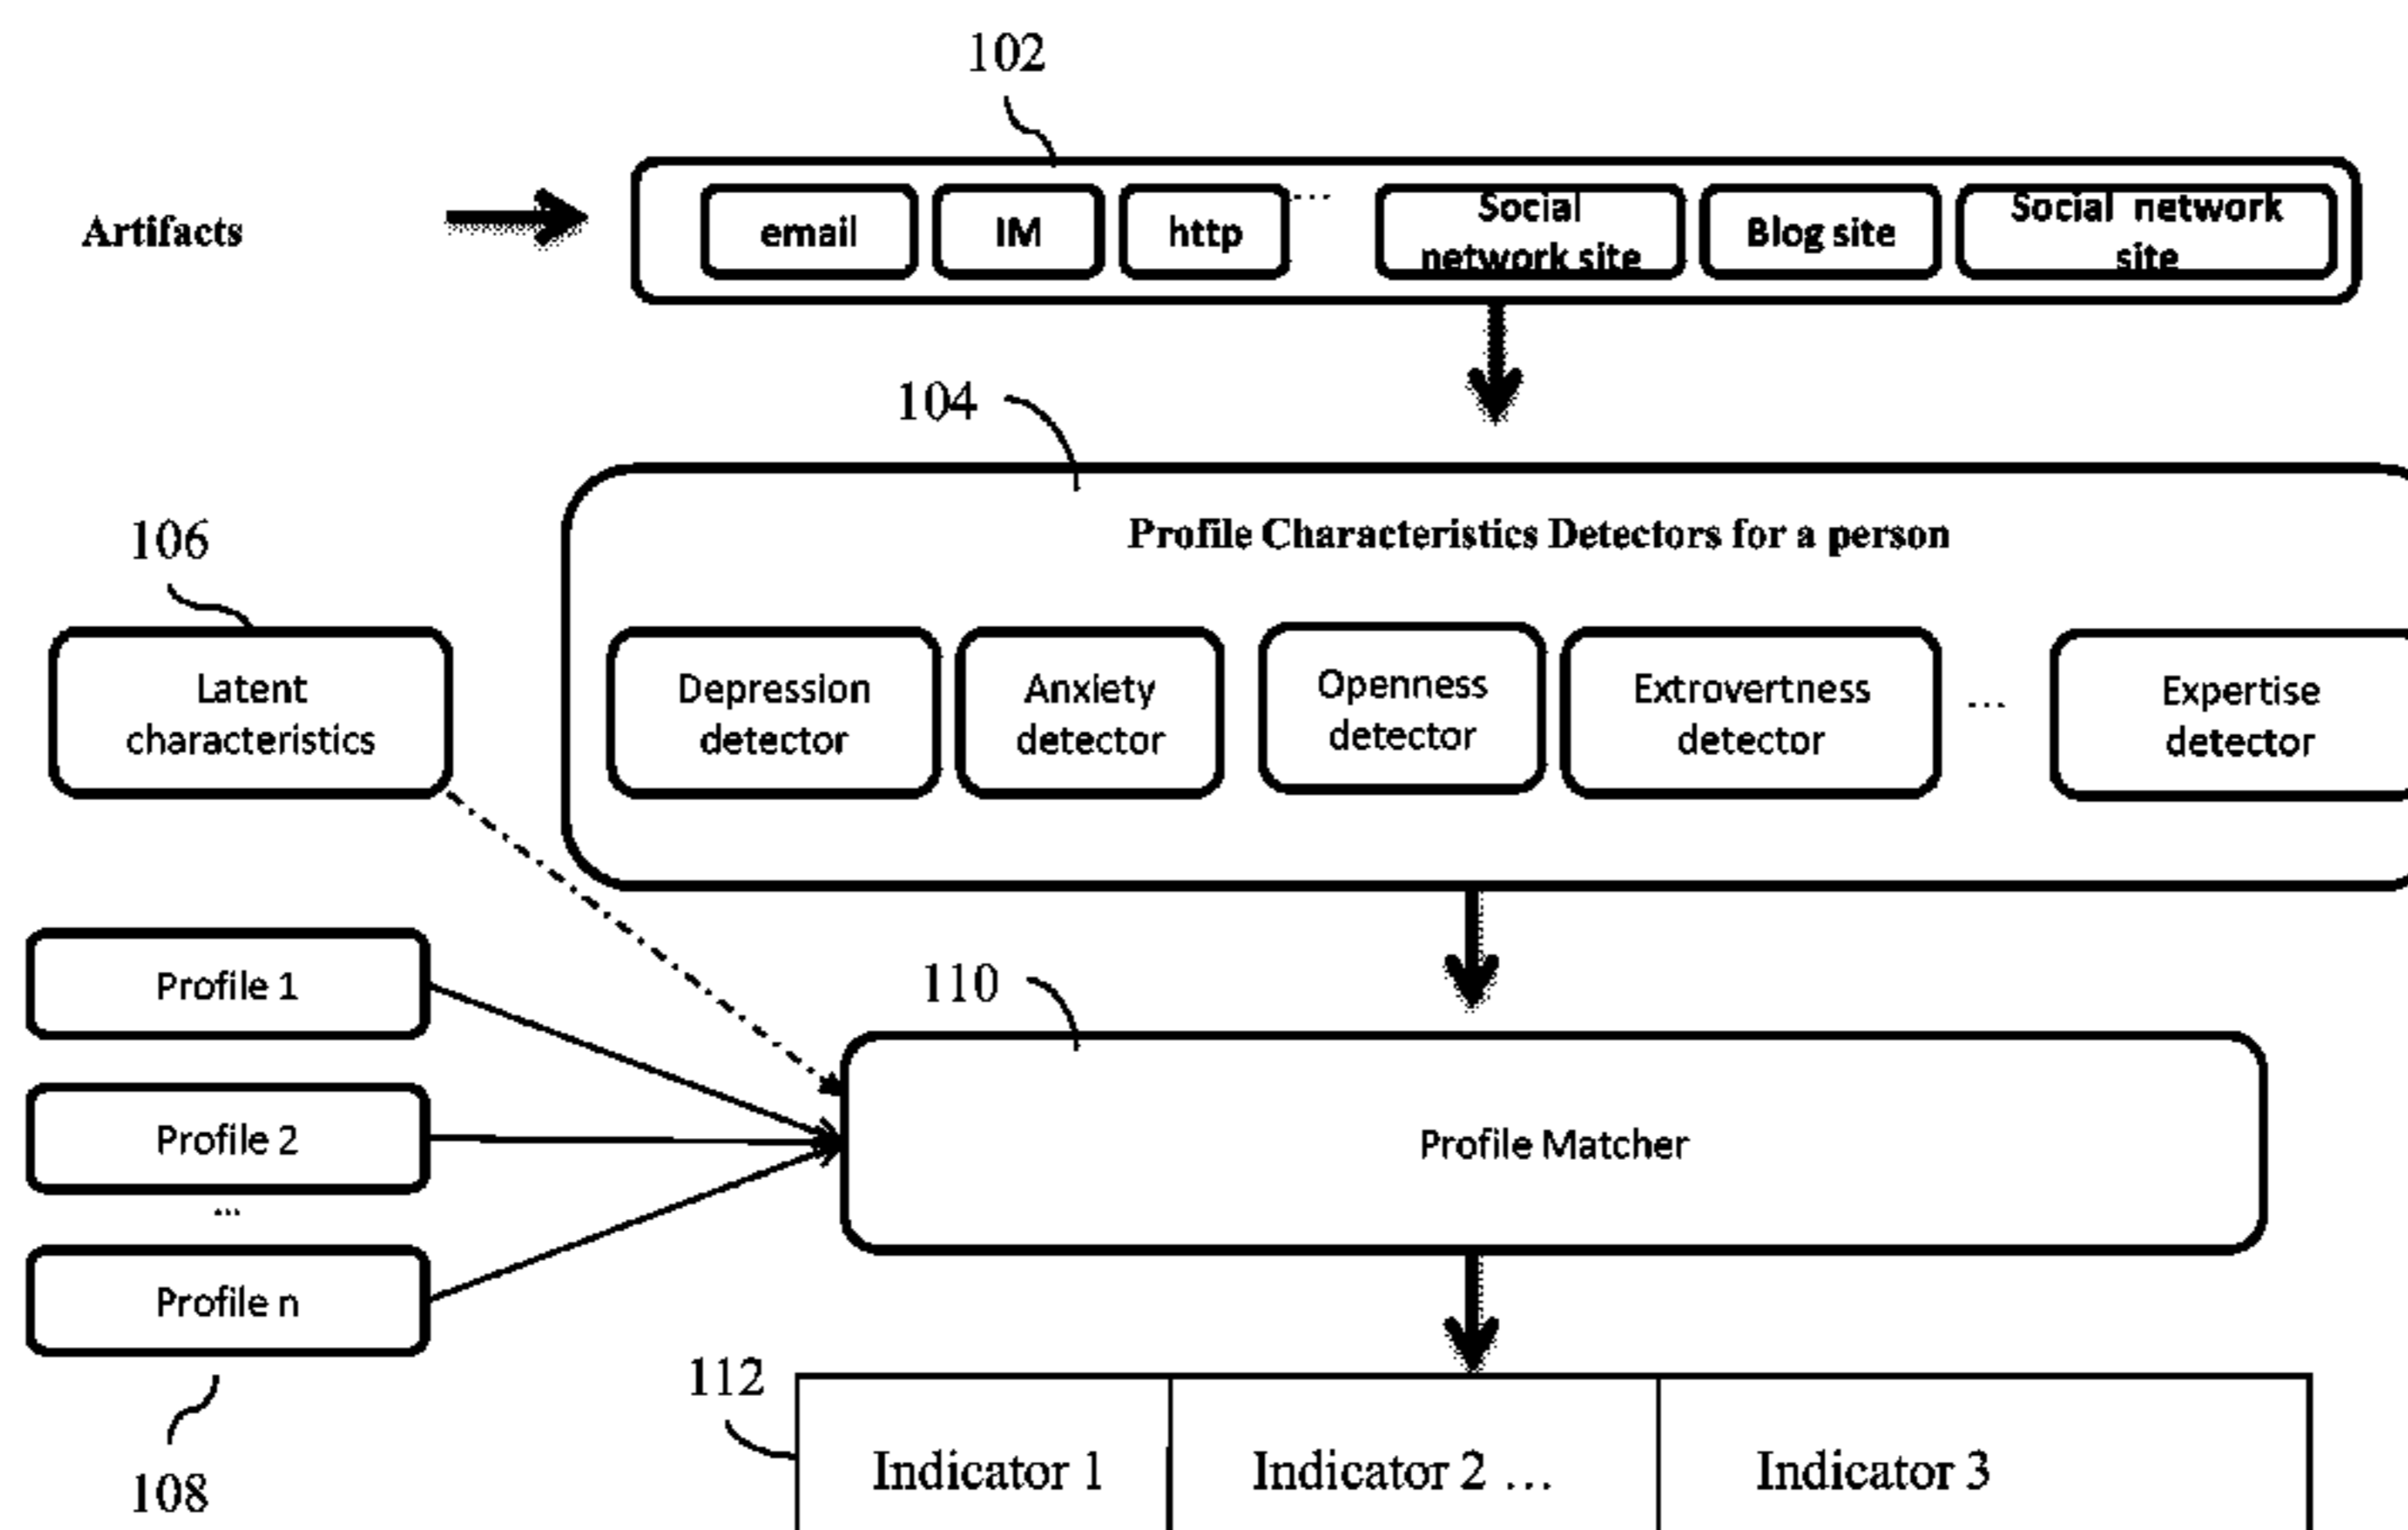 102
Artifacts
email
IM
http
...
Social
network site
Blog site
Social network
site
104
Profile Characteristics Detectors for a person
106
Latent
characteristics
Depression
detector
Anxiety
detector
Openness
detector
Extrovertness
detector
...
Expertise
detector
Profile 1
110
Profile 2
...
Profile Matcher
Profile n
112
108
Indicator 1
Indicator 2 ...
Indicator 3